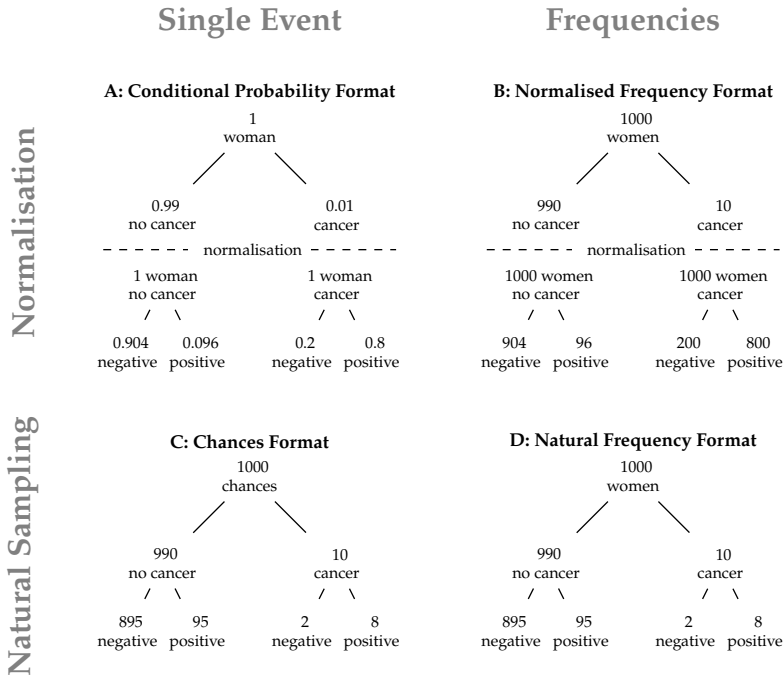 Single Event
Frequencies
Normalisation
A: Conditional Probability Format
1
woman
0.99
no cancer
0.01
cancer
normalisation
1 woman
no cancer
1 woman
cancer
0.904
negative
0.096
positive
0.2
negative
0.8
positive
B: Normalised Frequency Format
1000
women
990
no cancer
10
cancer
normalisation
1000 women
no cancer
1000 women
cancer
904
negative
96
positive
200
negative
800
positive
Natural Sampling
C: Chances Format
1000
chances
990
no cancer
10
cancer
895
negative
95
positive
2
negative
8
positive
D: Natural Frequency Format
1000
women
990
no cancer
10
cancer
895
negative
95
positive
2
negative
8
positive